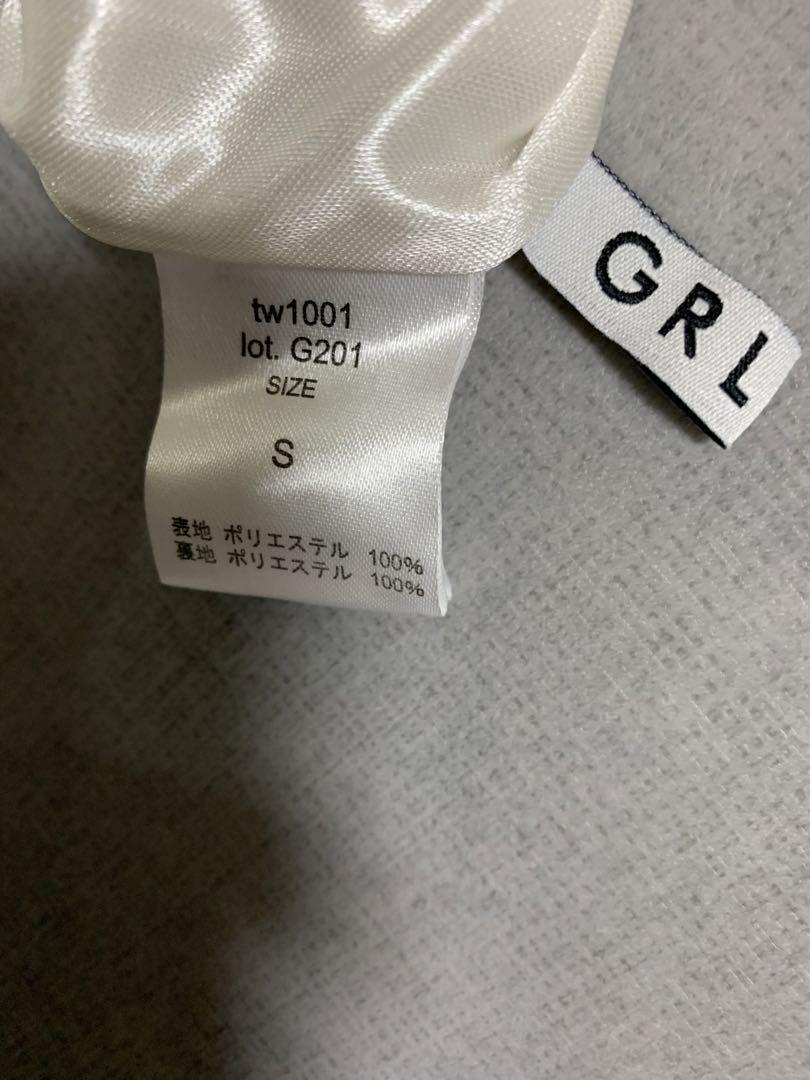 GRL
tw1001
lot. G201
SIZE
S
表地 ポリエステル 100%
裏地 ポリエステル 100%